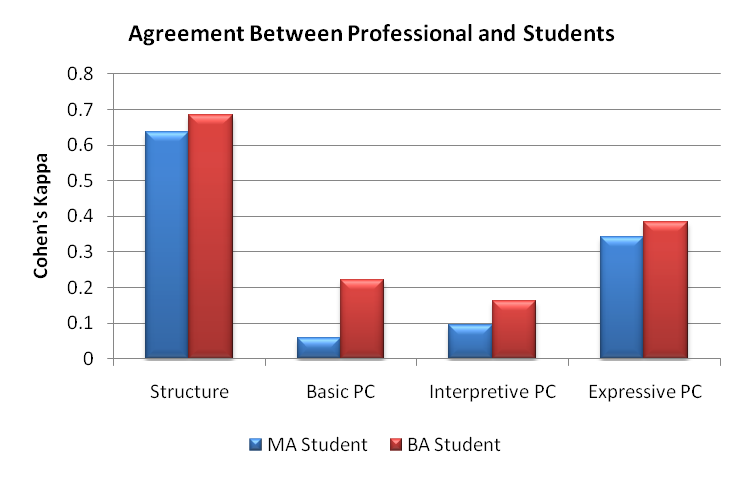 Agreement Between Professional and Students
Cohen's Kappa
0.8
0.7
0.6
0.5
0.4
0.3
0.2
0.1
0
Structure Basic PC Interpretive PC Expressive PC
MA Student BA Student